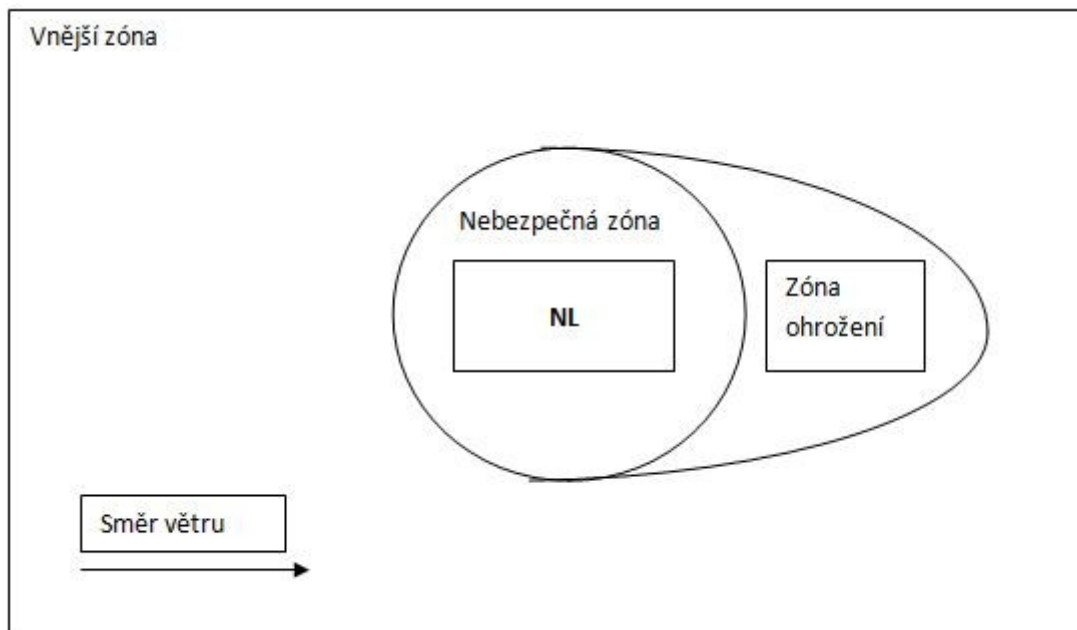 Vnější zóna
Nebezpečná zóna
NL
Zóna
ohrožení
Směr větru